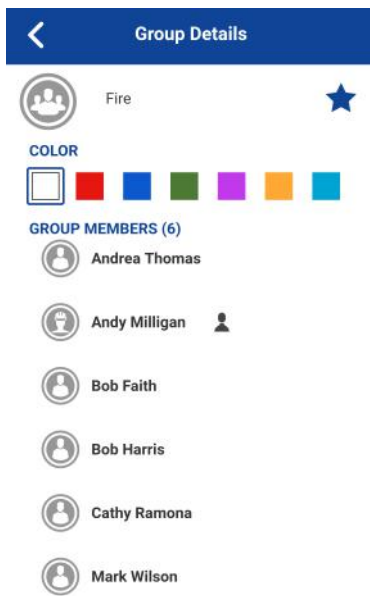 Group Details
Fire
COLOR
GROUP MEMBERS (6)
Andrea Thomas
Andy Milligan
Bob Faith
Bob Harris
Cathy Ramona
Mark Wilson